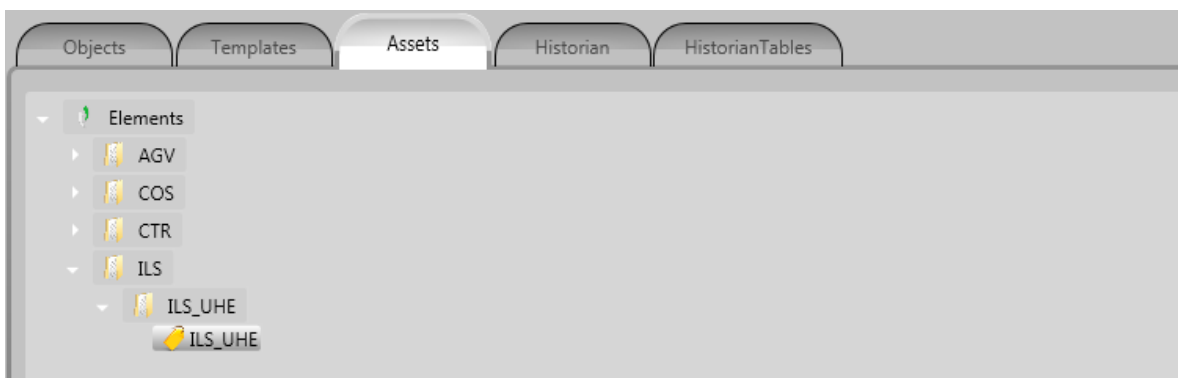 Objects Templates Assets Historian HistorianTables
Elements
AGV
COS
CTR
ILS
ILS_UHE
ILS_UHE